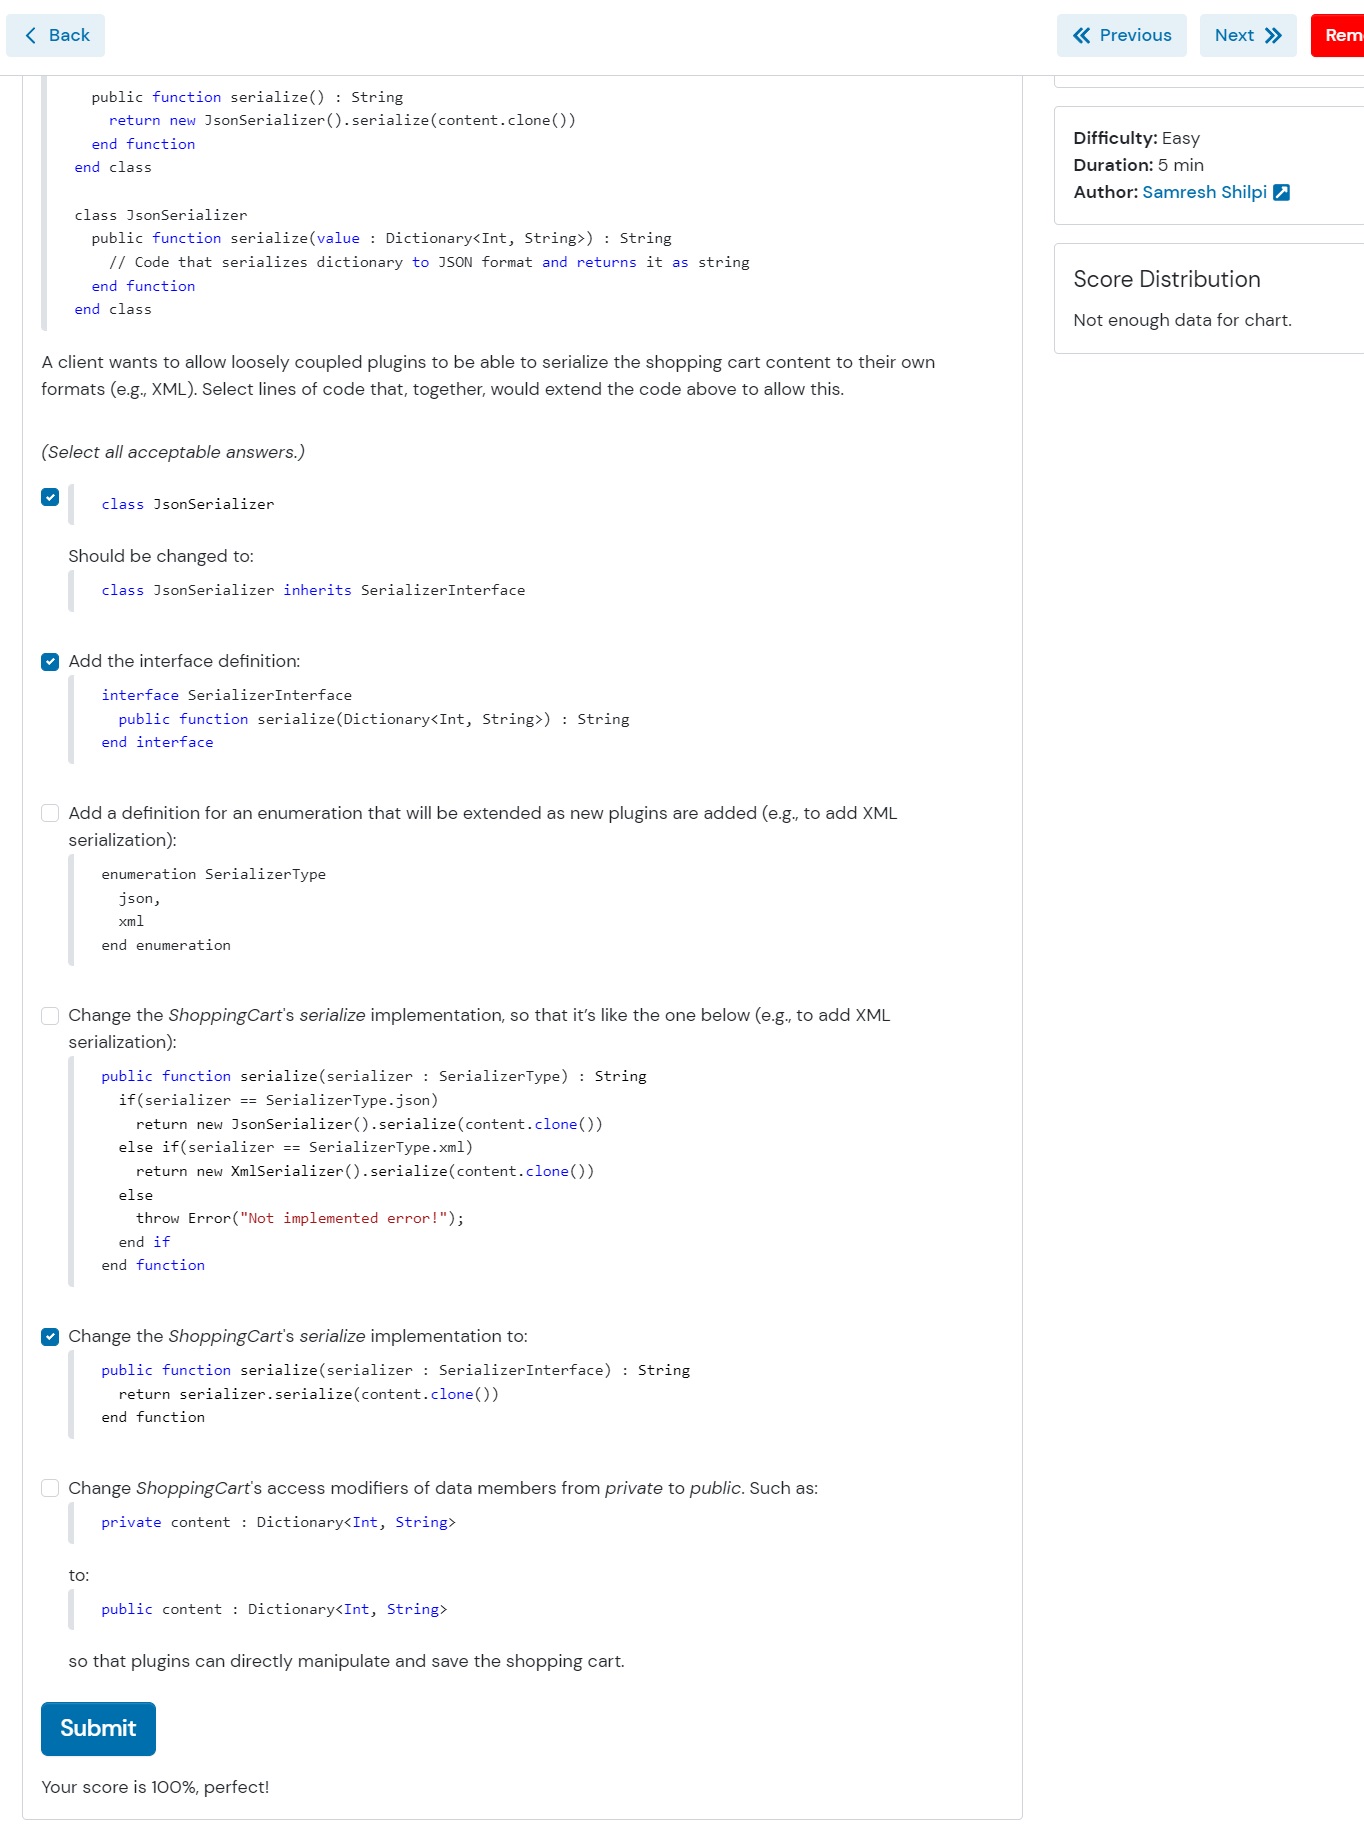 Back
Previous
Next
Rem
public function serialize() : String
return new JsonSerializer().serialize(content.clone())
end function
end class
class JsonSerializer
public function serialize(value : Dictionary<Int, String>) : String
// Code that serializes dictionary to JSON format and returns it as string
end function
end class
A client wants to allow loosely coupled plugins to be able to serialize the shopping cart content to their own
formats (e.g., XML). Select lines of code that, together, would extend the code above to allow this.
(Select all acceptable answers.)
class JsonSerializer
Should be changed to:
class JsonSerializer inherits SerializerInterface
Add the interface definition:
interface SerializerInterface
public function serialize(Dictionary<Int, String>) : String
end interface
Add a definition for an enumeration that will be extended as new plugins are added (e.g., to add XML
serialization):
enumeration SerializerType
json,
xml
end enumeration
Change the ShoppingCart's serialize implementation, so that it’s like the one below (e.g., to add XML
serialization):
public function serialize(serializer : SerializerType) : String
if(serializer == SerializerType.json)
return new JsonSerializer().serialize(content.clone())
else if(serializer == SerializerType.xml)
return new XmlSerializer().serialize(content.clone())
else
throw Error("Not implemented error!");
end if
end function
Change the ShoppingCart's serialize implementation to:
public function serialize(serializer : SerializerInterface) : String
return serializer.serialize(content.clone())
end function
Change ShoppingCart's access modifiers of data members from private to public. Such as:
private content : Dictionary<Int, String>
to:
public content : Dictionary<Int, String>
so that plugins can directly manipulate and save the shopping cart.
Submit
Your score is 100%, perfect!
Difficulty: Easy
Duration: 5 min
Author: Samresh Shilpi
Score Distribution
Not enough data for chart.